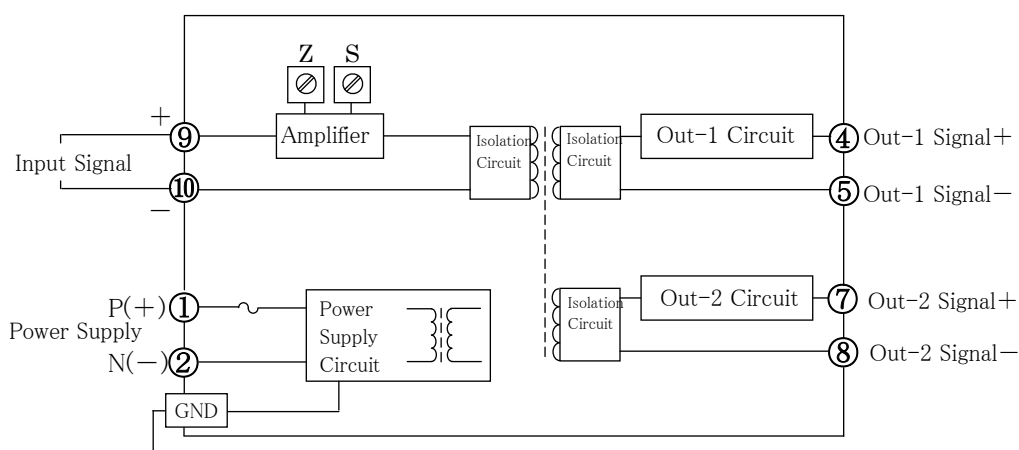 Z S
+
⑨
Amplifier
Isolation
Circuit
Isolation
Circuit
Out-1 Circuit
④
Out-1 Signal+
Input Signal
⑩
−
⑤
Out-1 Signal−
P(+)
①
Power
Supply
Circuit
Power Supply
N(−)
②
GND
Isolation
Circuit
Out-2 Circuit
⑦
Out-2 Signal+
⑧
Out-2 Signal−